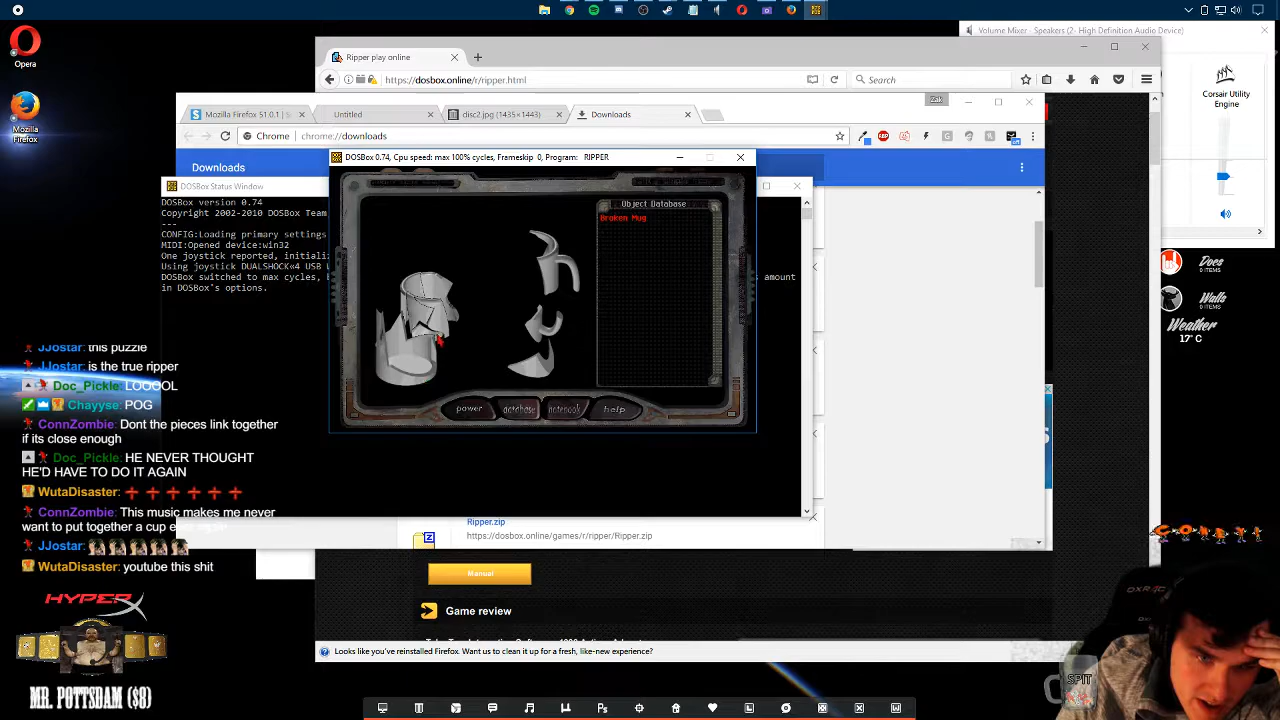 Volume Mixer - Speakers (2- High Definition Audio Device)
Opera
Ripper play online
https://dosbox.online/r/ripper.html
Search
Corsair Utility
Engine
Mozilla
Firefox
Mozilla Firefox 51.0.1 |
Untitled
disc2.jpg (1435×1443)
Downloads
Zak
Chrome
chrome://downloads
Downloads
DOSBox 0.74, Cpu speed: max 100% cycles, Frameskip 0, Program: RIPPER
DOSBox Status Window
DOSBox version 0.74
Copyright 2002-2010 DOSBox Team
---
CONFIG:Loading primary settings
MIDI:Opened device:win32
One joystick reported, initializ
Using joystick DUALSHOCK®4 USB
DOSBox switched to max cycles,
in DOSBox's options.
amount
Object Database
Broken Mug
power
database
notebook
help
Docs
0 ITEMS
Walls
0 ITEMS
Weather
17° C
JJostar: this puzzle
JJostar: is the true ripper
Doc_Pickle: LOOOOL
Chayyse: POG
ConnZombie: Dont the pieces link together
if its close enough
Doc_Pickle: HE NEVER THOUGHT
HE'D HAVE TO DO IT AGAIN
WutaDisaster:
ConnZombie: This music makes me never
want to put together a cup
JJostar:
WutaDisaster: youtube this shit
Ripper.zip
https://dosbox.online/games/r/ripper/Ripper.zip
Manual
Game review
Looks like you've reinstalled Firefox. Want us to clean it up for a fresh, like-new experience?
HYPERX
MR. POTTSDAM ($8)
SPIT